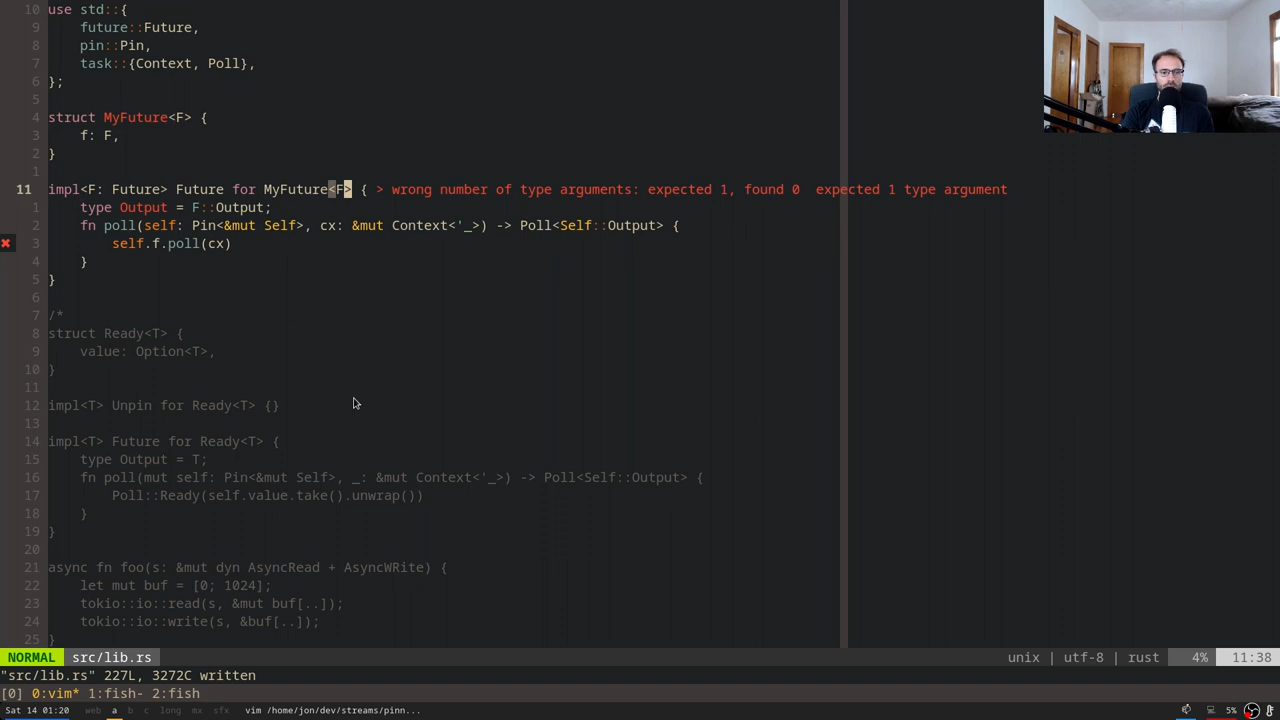 10 use std::{
9     future::Future,
8     pin::Pin,
7     task::{Context, Poll},
6 };
5
4 struct MyFuture<F> {
3     f: F,
2 }
1
11 impl<F: Future> Future for MyFuture<F> { > wrong number of type arguments: expected 1, found 0  expected 1 type argument
1     type Output = F::Output;
2     fn poll(self: Pin<&mut Self>, cx: &mut Context<'_>) -> Poll<Self::Output> {
✖ 3         self.f.poll(cx)
4     }
5 }
6
7 /*
8 struct Ready<T> {
9     value: Option<T>,
10 }
11
12 impl<T> Unpin for Ready<T> {}
13
14 impl<T> Future for Ready<T> {
15     type Output = T;
16     fn poll(mut self: Pin<&mut Self>, _: &mut Context<'_>) -> Poll<Self::Output> {
17         Poll::Ready(self.value.take().unwrap())
18     }
19 }
20
21 async fn foo(s: &mut dyn AsyncRead + AsyncWRite) {
22     let mut buf = [0; 1024];
23     tokio::io::read(s, &mut buf[..]);
24     tokio::io::write(s, &buf[..]);
25 }
NORMAL src/lib.rs unix | utf-8 | rust 4% 11:38
"src/lib.rs" 227L, 3272C written
[0] 0:vim* 1:fish- 2:fish
Sat 14 01:20 web a b c long mx sfx vim /home/jon/dev/streams/pinn... 5%